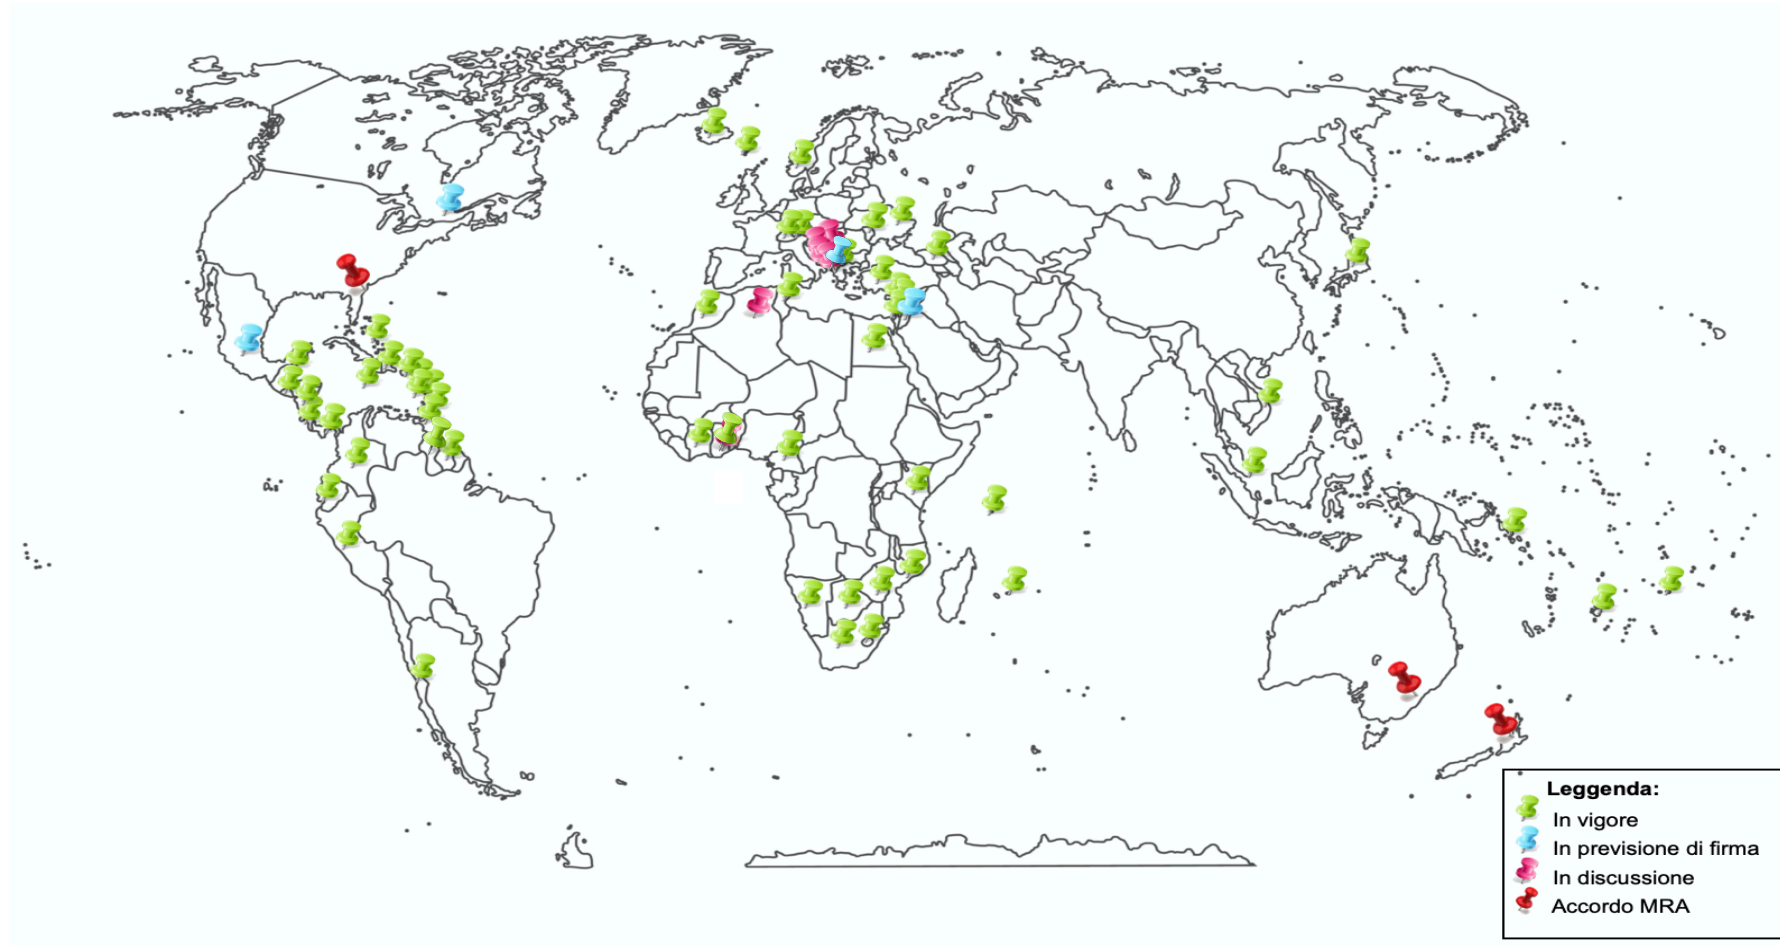 Leggenda:
In vigore
In previsione di firma
In discussione
Accordo MRA